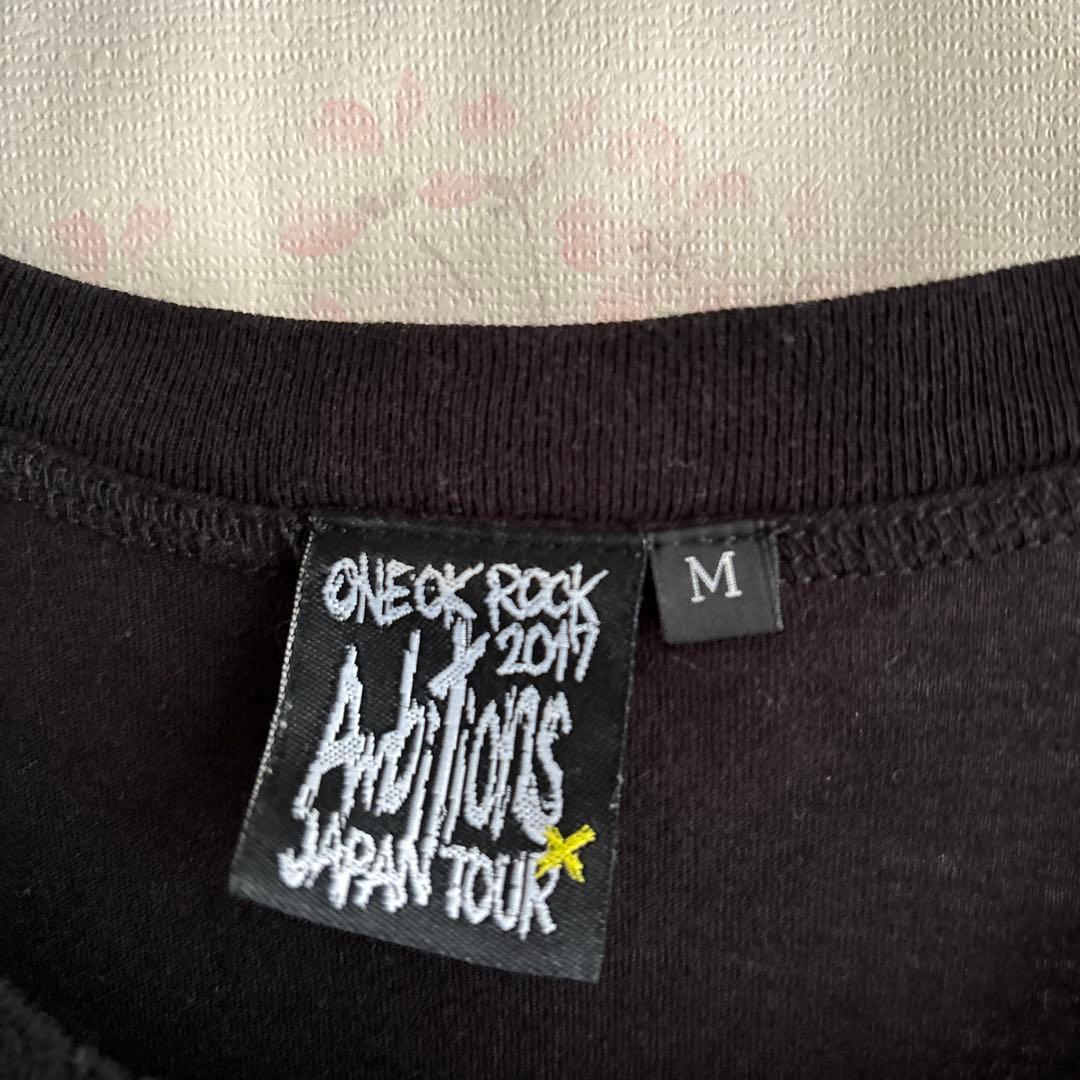 ONE OK ROCK
2017
Ambitions
JAPAN TOUR
M